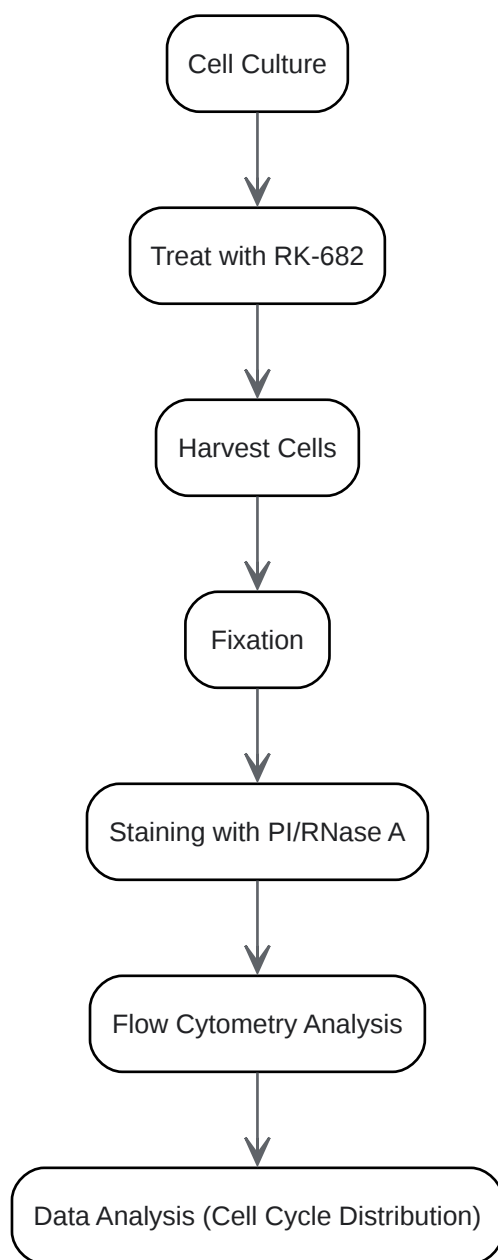 Cell Culture
Treat with RK-682
Harvest Cells
Fixation
Staining with PI/RNase A
Flow Cytometry Analysis
Data Analysis (Cell Cycle Distribution)